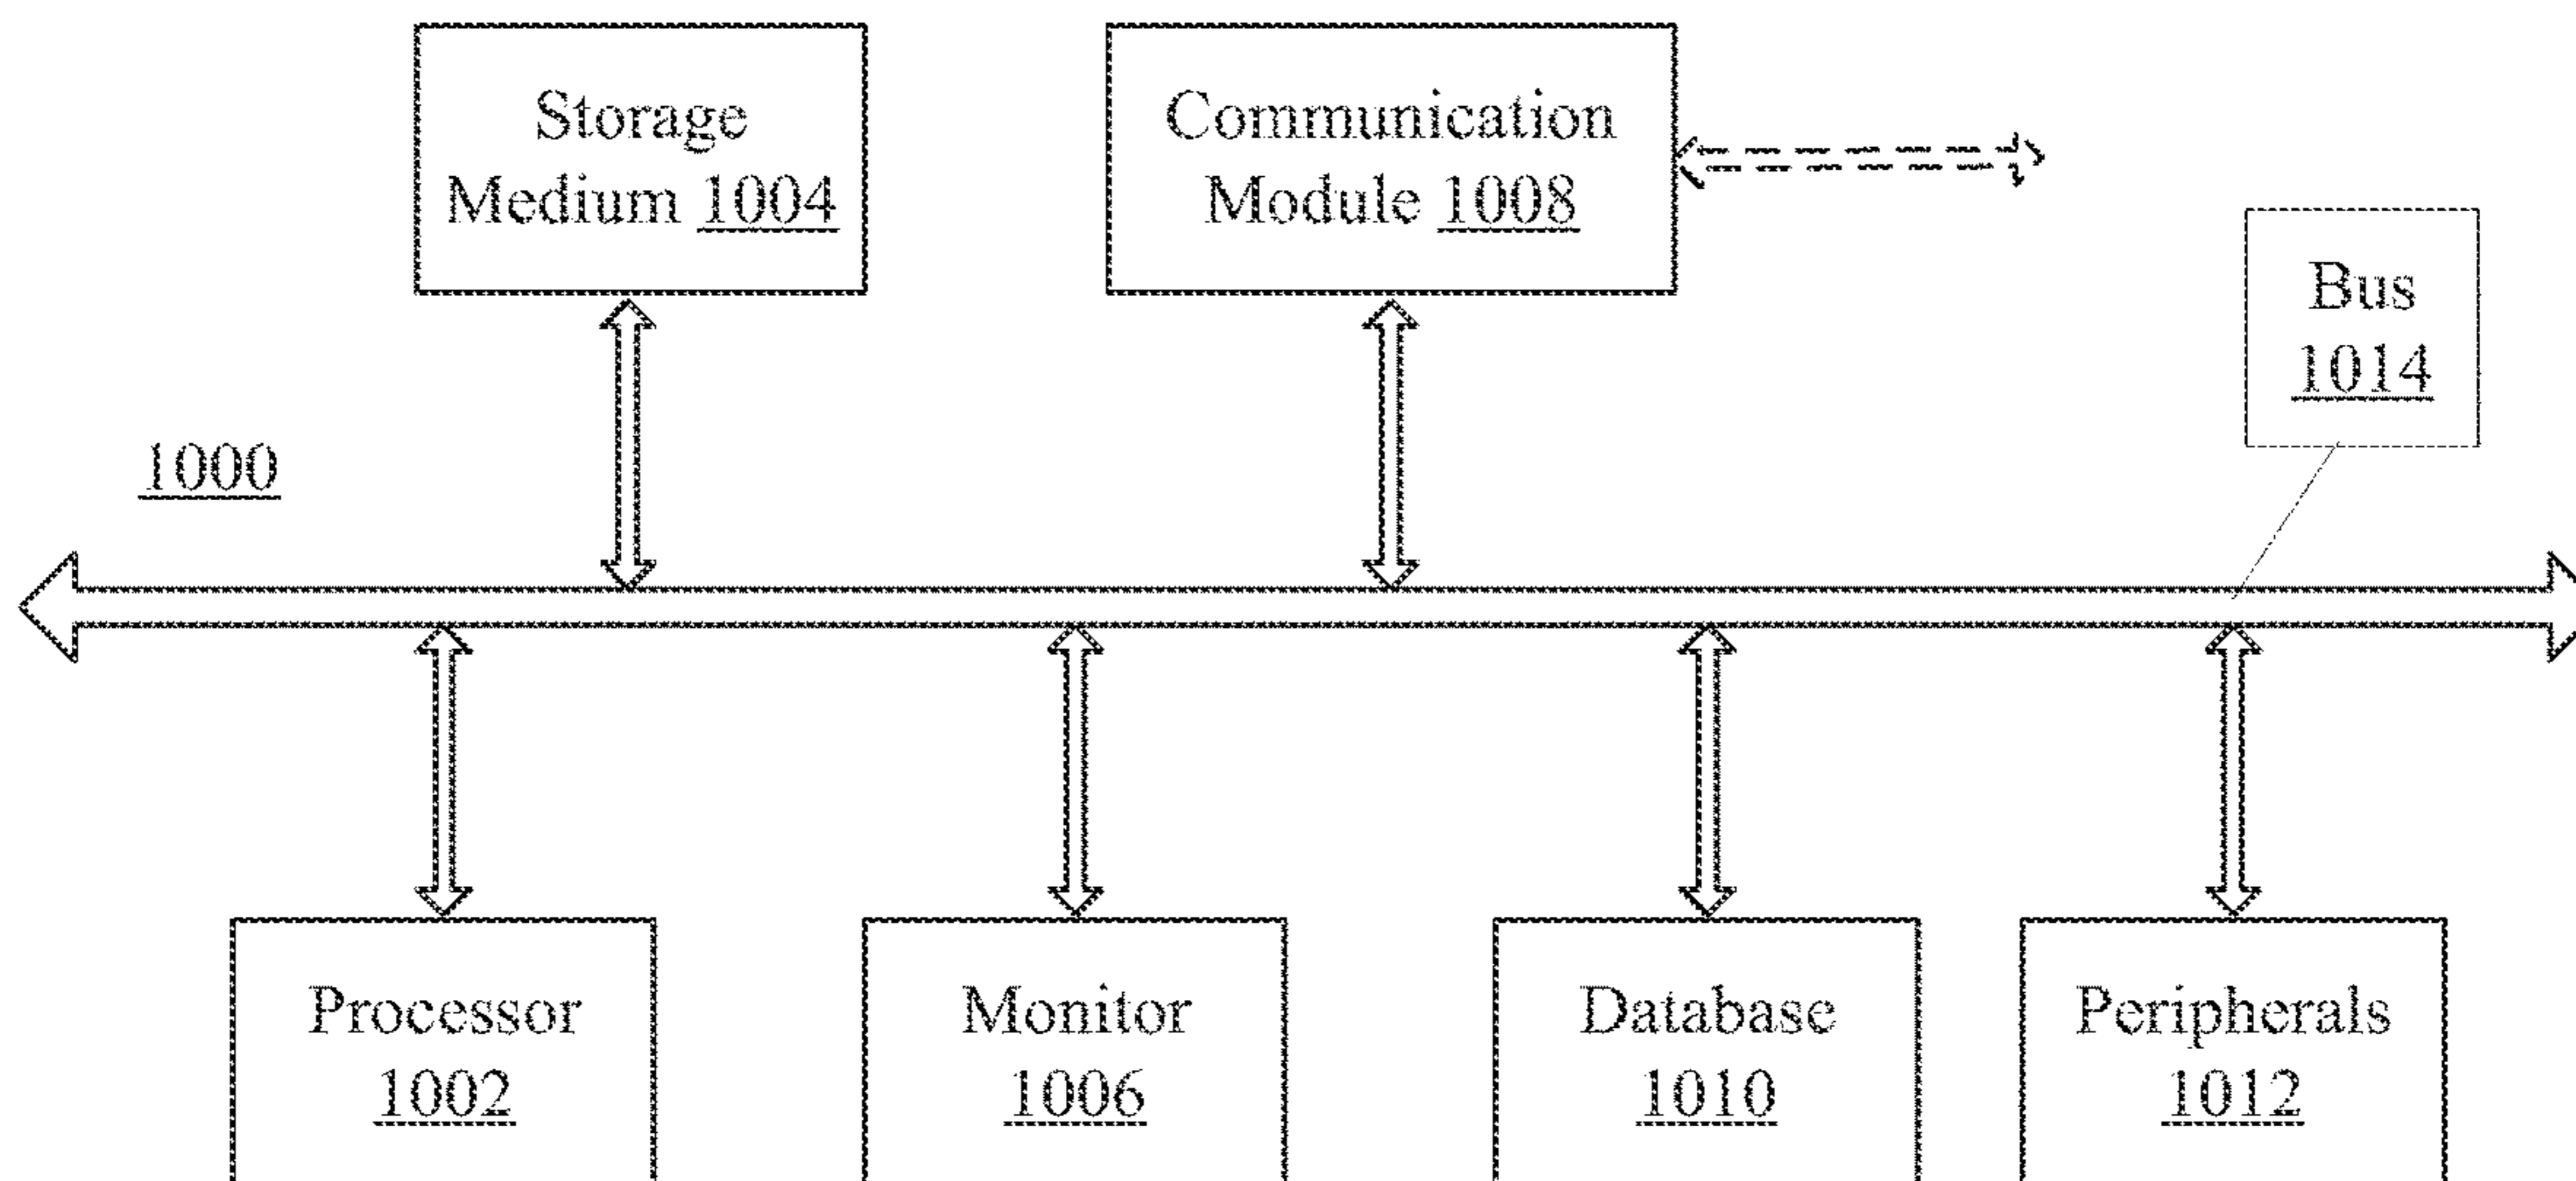 Storage
Medium 1004
Communication
Module 1008
Bus
1014
1000
Processor
1002
Monitor
1006
Database
1010
Peripherals
1012